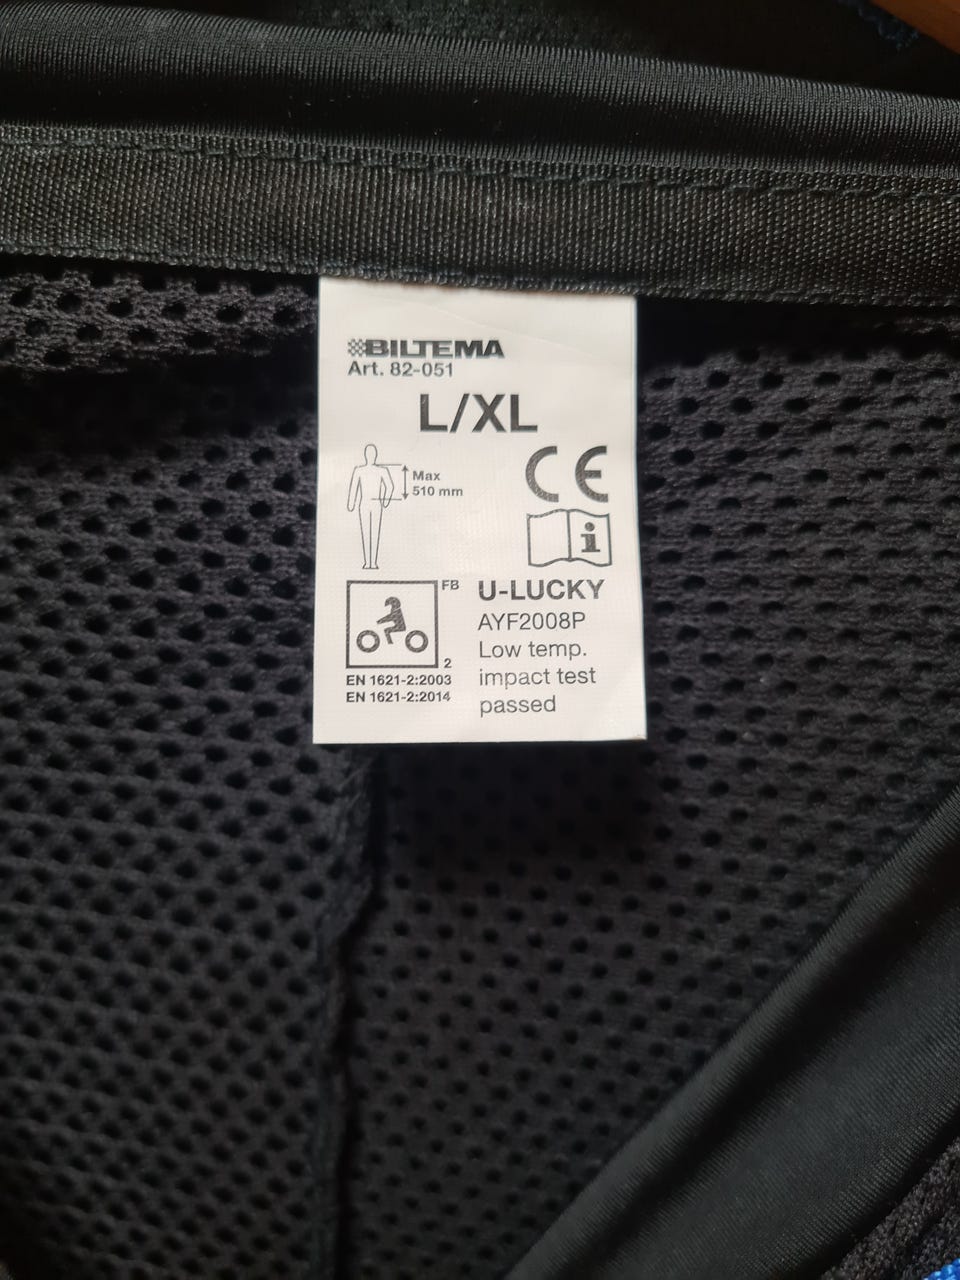 BILTEMA
Art. 82-051
L/XL
Max
510 mm
CE
i
FB
2
EN 1621-2:2003
EN 1621-2:2014
U-LUCKY
AYF2008P
Low temp.
impact test
passed